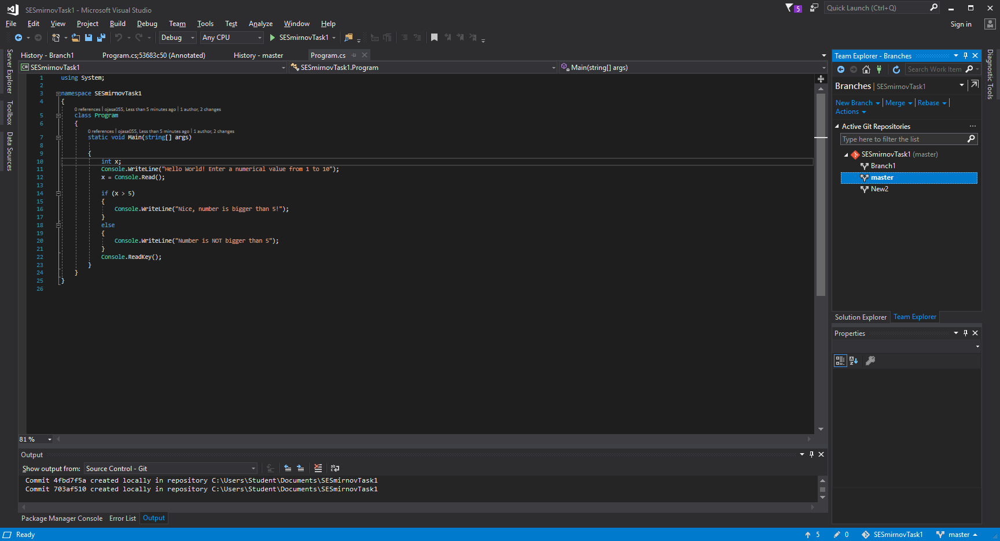 SESmirnovTask1 - Microsoft Visual Studio
5
Quick Launch (Ctrl+Q)
File Edit View Project Build Debug Team Tools Test Analyze Window Help
Sign in
Debug Any CPU SESmirnovTask1
Server Explorer
Toolbox
Data Sources
History - Branch1 Program.cs;53683c50 (Annotated) History - master Program.cs
C# SESmirnovTask1 SESmirnovTask1.Program Main(string[] args)
1 using System;
2
3 namespace SESmirnovTask1
4 {
0 references | ojasa055, Less than 5 minutes ago | 1 author, 2 changes
5 class Program
6 {
0 references | ojasa055, Less than 5 minutes ago | 1 author, 2 changes
7 static void Main(string[] args)
8
9 {
10 int x;
11 Console.WriteLine("Hello World! Enter a numerical value from 1 to 10");
12 x = Console.Read();
13
14 if (x > 5)
15 {
16 Console.WriteLine("Nice, number is bigger than 5!");
17 }
18 else
19 {
20 Console.WriteLine("Number is NOT bigger than 5");
21 }
22 Console.ReadKey();
23 }
24 }
25 }
26
81 %
Output
Show output from: Source Control - Git
Commit 4fbd7f5a created locally in repository C:\Users\Student\Documents\SESmirnovTask1
Commit 703af510 created locally in repository C:\Users\Student\Documents\SESmirnovTask1
Package Manager Console Error List Output
Team Explorer - Branches
Search Work Item
Branches | SESmirnovTask1
New Branch | Merge | Rebase |
Actions
Active Git Repositories ...
Type here to filter the list
SESmirnovTask1 (master)
Branch1
master
New2
Solution Explorer Team Explorer
Properties
Diagnostic Tools
Ready
5 0 SESmirnovTask1 master